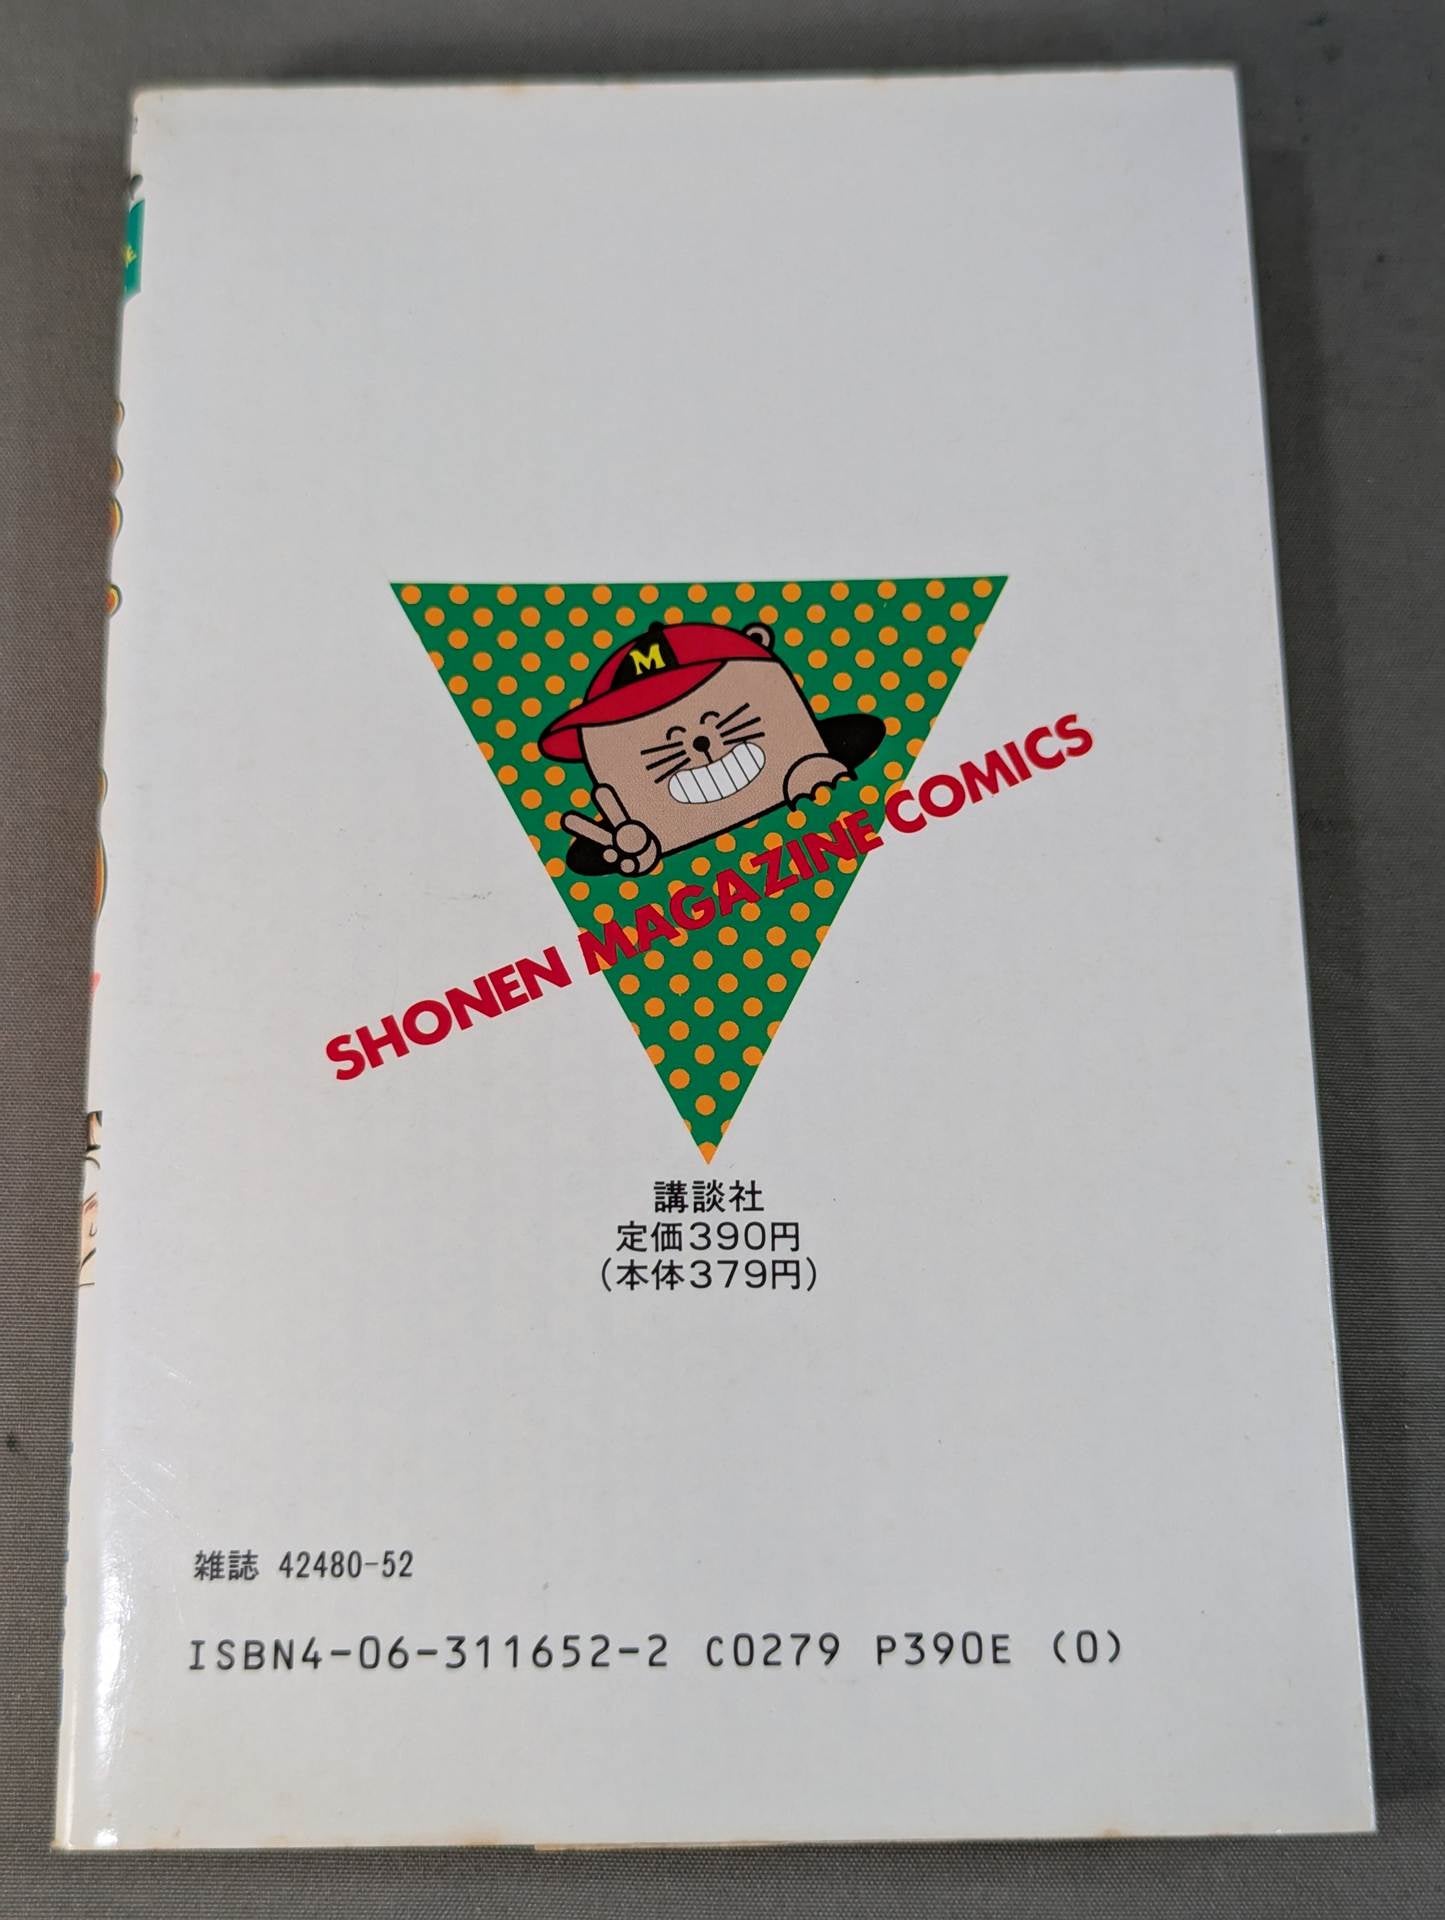 M
SHONEN MAGAZINE COMICS
講談社
定価390円
(本体379円)
雑誌 42480-52
ISBN4-06-311652-2 C0279 P390E (0)